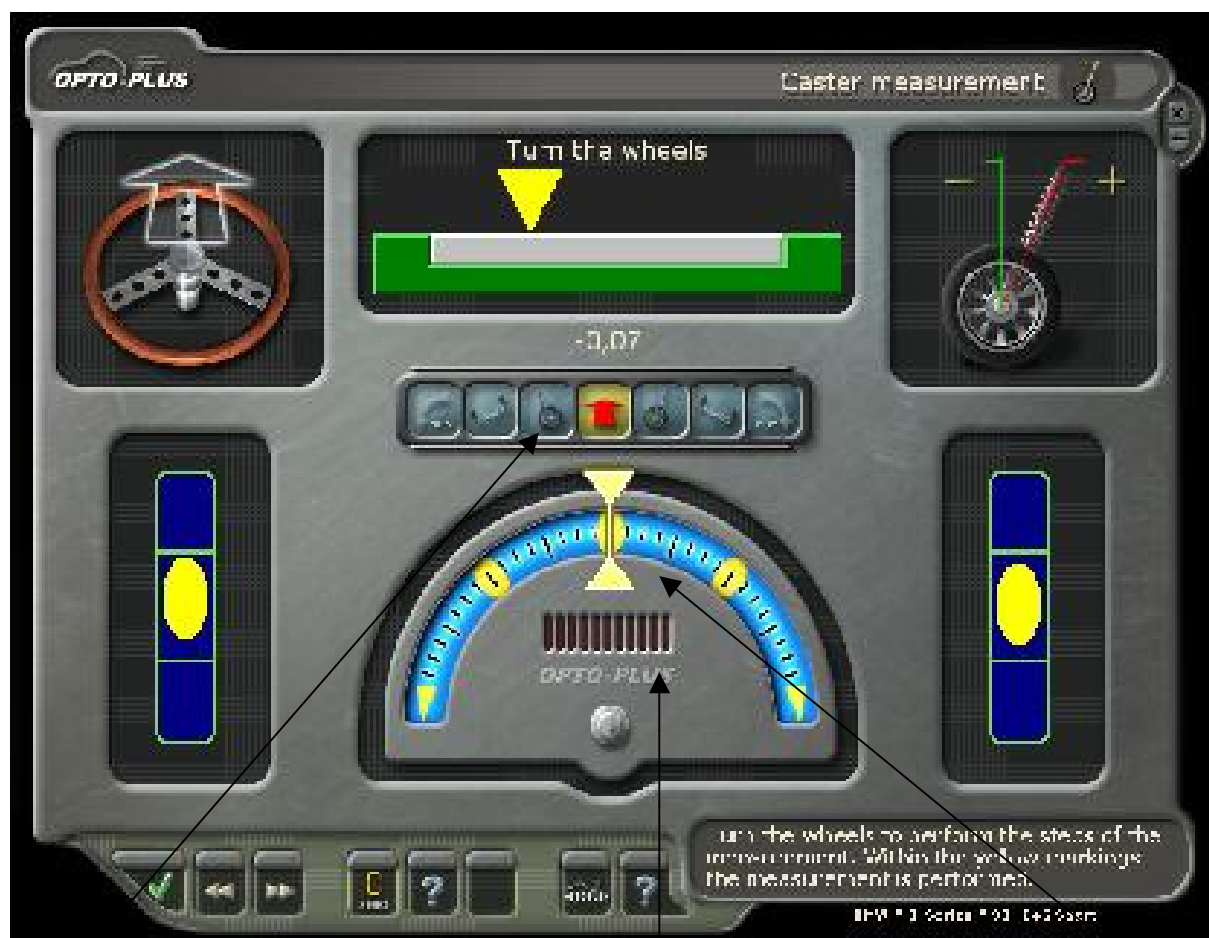 OPTO-PLUS
Caster measurement
Turn the wheels
- +
-0,07
OPTO-PLUS
Turn the wheels to perform the steps of the
measurement. Within the yellow markings
the measurement is performed.
? ?